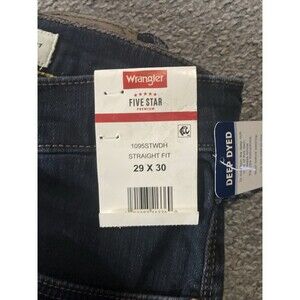 Wrangler
FIVE STAR
PREMIUM
1095STWDH
STRAIGHT FIT
29 X 30
DEEP DYED